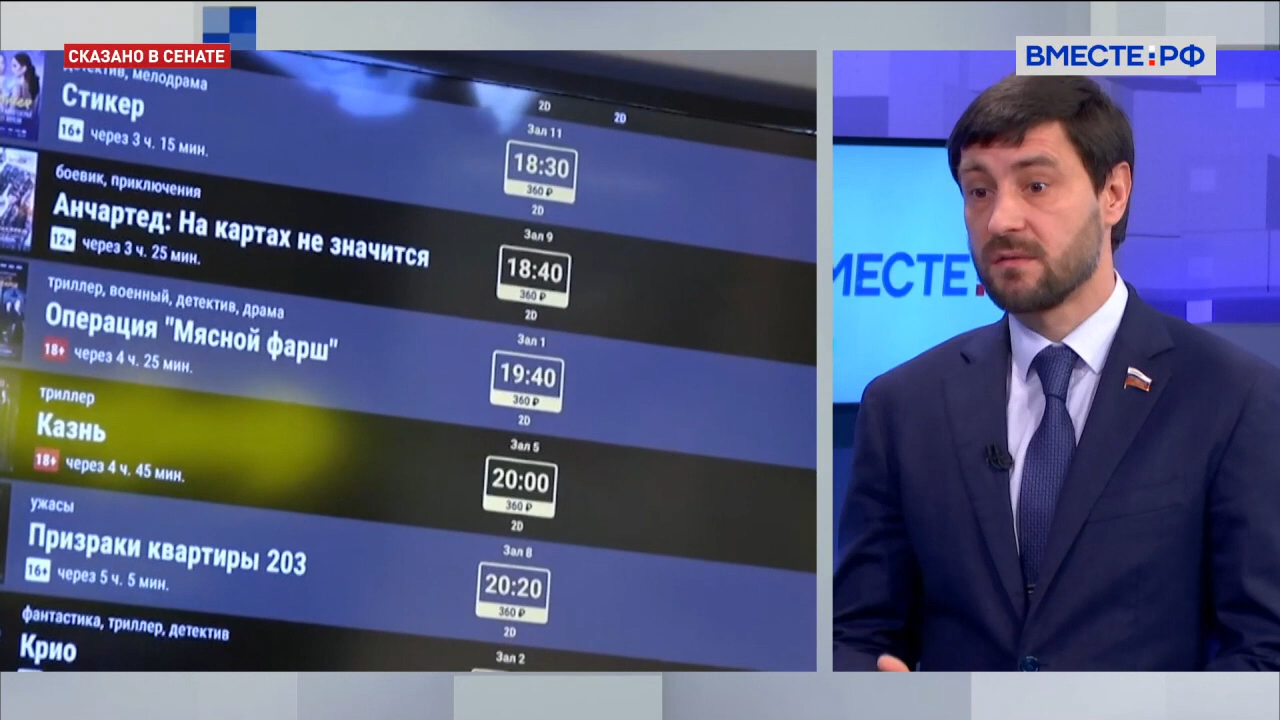 СКАЗАНО В СЕНАТЕ
ВМЕСТЕ:РФ
детектив, мелодрама
Стикер
16+ через 3 ч. 15 мин.
2D
2D
Зал 11
18:30
360 ₽
2D
боевик, приключения
Анчартед: На картах не значится
12+ через 3 ч. 25 мин.
Зал 9
18:40
360 ₽
2D
триллер, военный, детектив, драма
Операция "Мясной фарш"
18+ через 4 ч. 25 мин.
Зал 1
19:40
360 ₽
2D
триллер
Казнь
18+ через 4 ч. 45 мин.
Зал 5
20:00
360 ₽
2D
ужасы
Призраки квартиры 203
16+ через 5 ч. 5 мин.
Зал 8
20:20
360 ₽
2D
фантастика, триллер, детектив
Крио
Зал 2
ВМЕСТЕ: